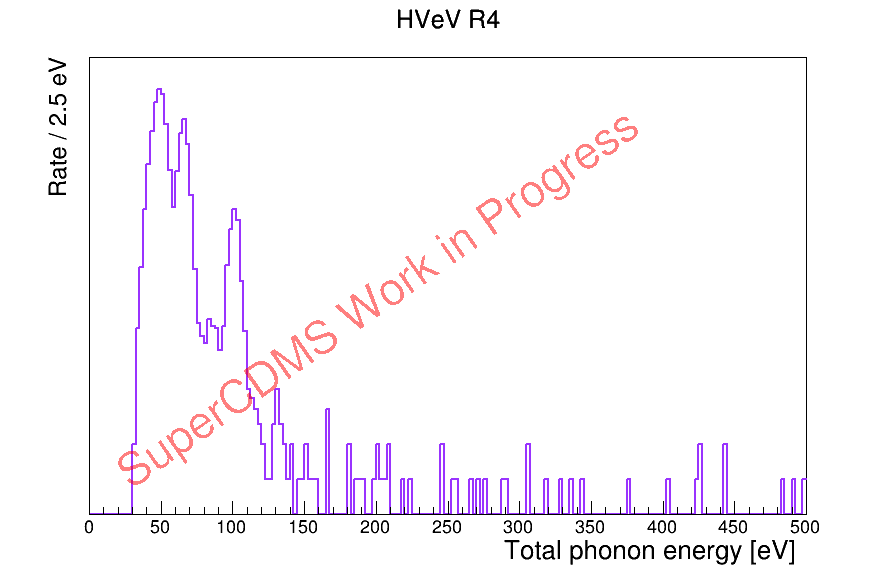 HVeV R4
Rate / 2.5 eV
SuperCDMS Work in Progress
0 50 100 150 200 250 300 350 400 450 500
Total phonon energy [eV]